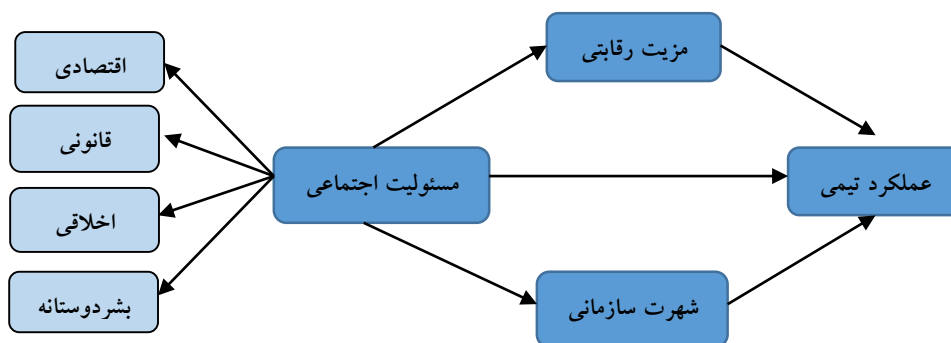 مزیت رقابتی
اقتصادی
قانونی
مسئولیت اجتماعی
عملکرد تیمی
اخلاقی
بشردوستانه
شهرت سازمانی